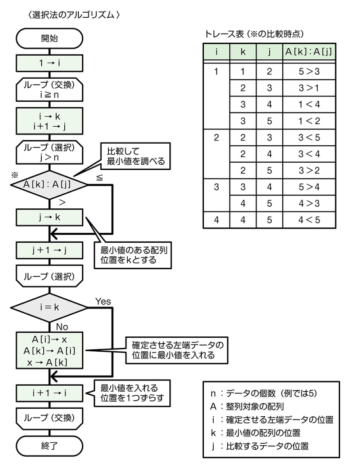 〈選択法のアルゴリズム〉
開始
1→i
ループ(交換)
i≧n
i→k
i+1→j
ループ(選択)
j>n
比較して
最小値を調べる
※
A[k]:A[j]
≦
>
j→k
最小値のある配列
位置をkとする
j+1→j
ループ(選択)
i=k
Yes
No
A[i]→x
A[k]→A[i]
x→A[k]
確定させる左端データの
位置に最小値を入れる
i+1→i
最小値を入れる
位置を1つずらす
ループ(交換)
終了
トレース表(※の比較時点)
i k j A[k]:A[j]
1 1 2 5>3
2 3 3>1
3 4 1<4
3 5 1<2
2 2 3 3<5
2 4 3<4
2 5 3>2
3 3 4 5>4
4 5 4>3
4 4 5 4<5
n:データの個数(例では5)
A:整列対象の配列
i:確定させる左端データの位置
k:最小値の配列の位置
j:比較するデータの位置